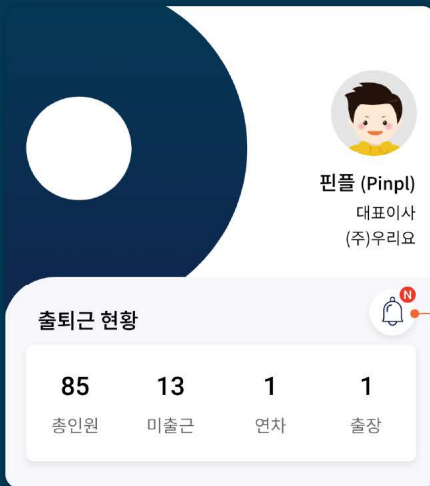 핀플 (Pinpl)
대표이사
(주)우리요
출퇴근 현황
N
85 13 1 1
총인원 미출근 연차 출장